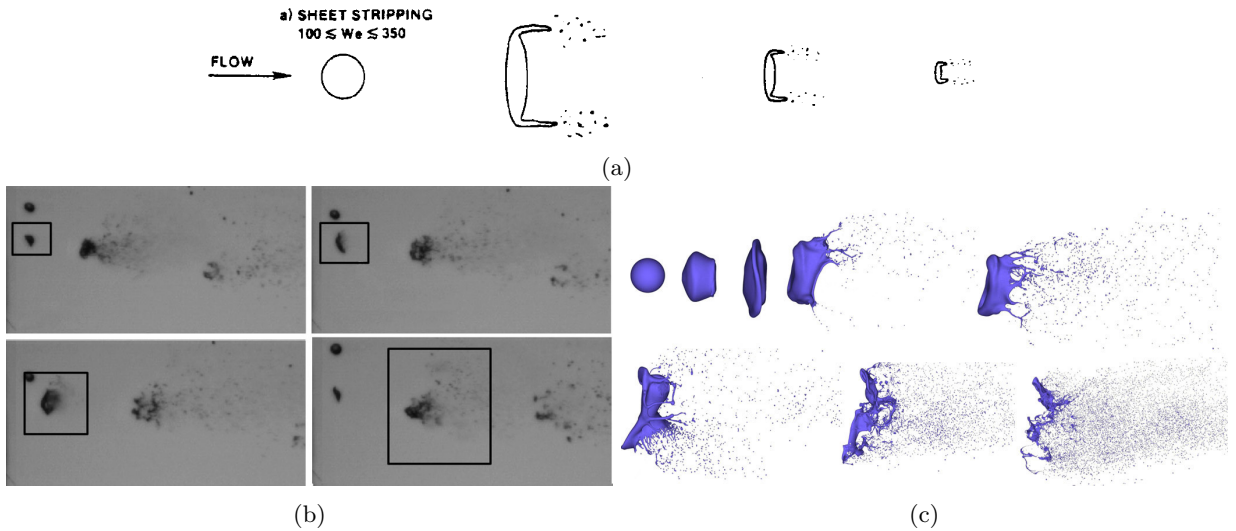 a) SHEET STRIPPING
100 ≤ We ≤ 350
FLOW
(a)
(b)
(c)